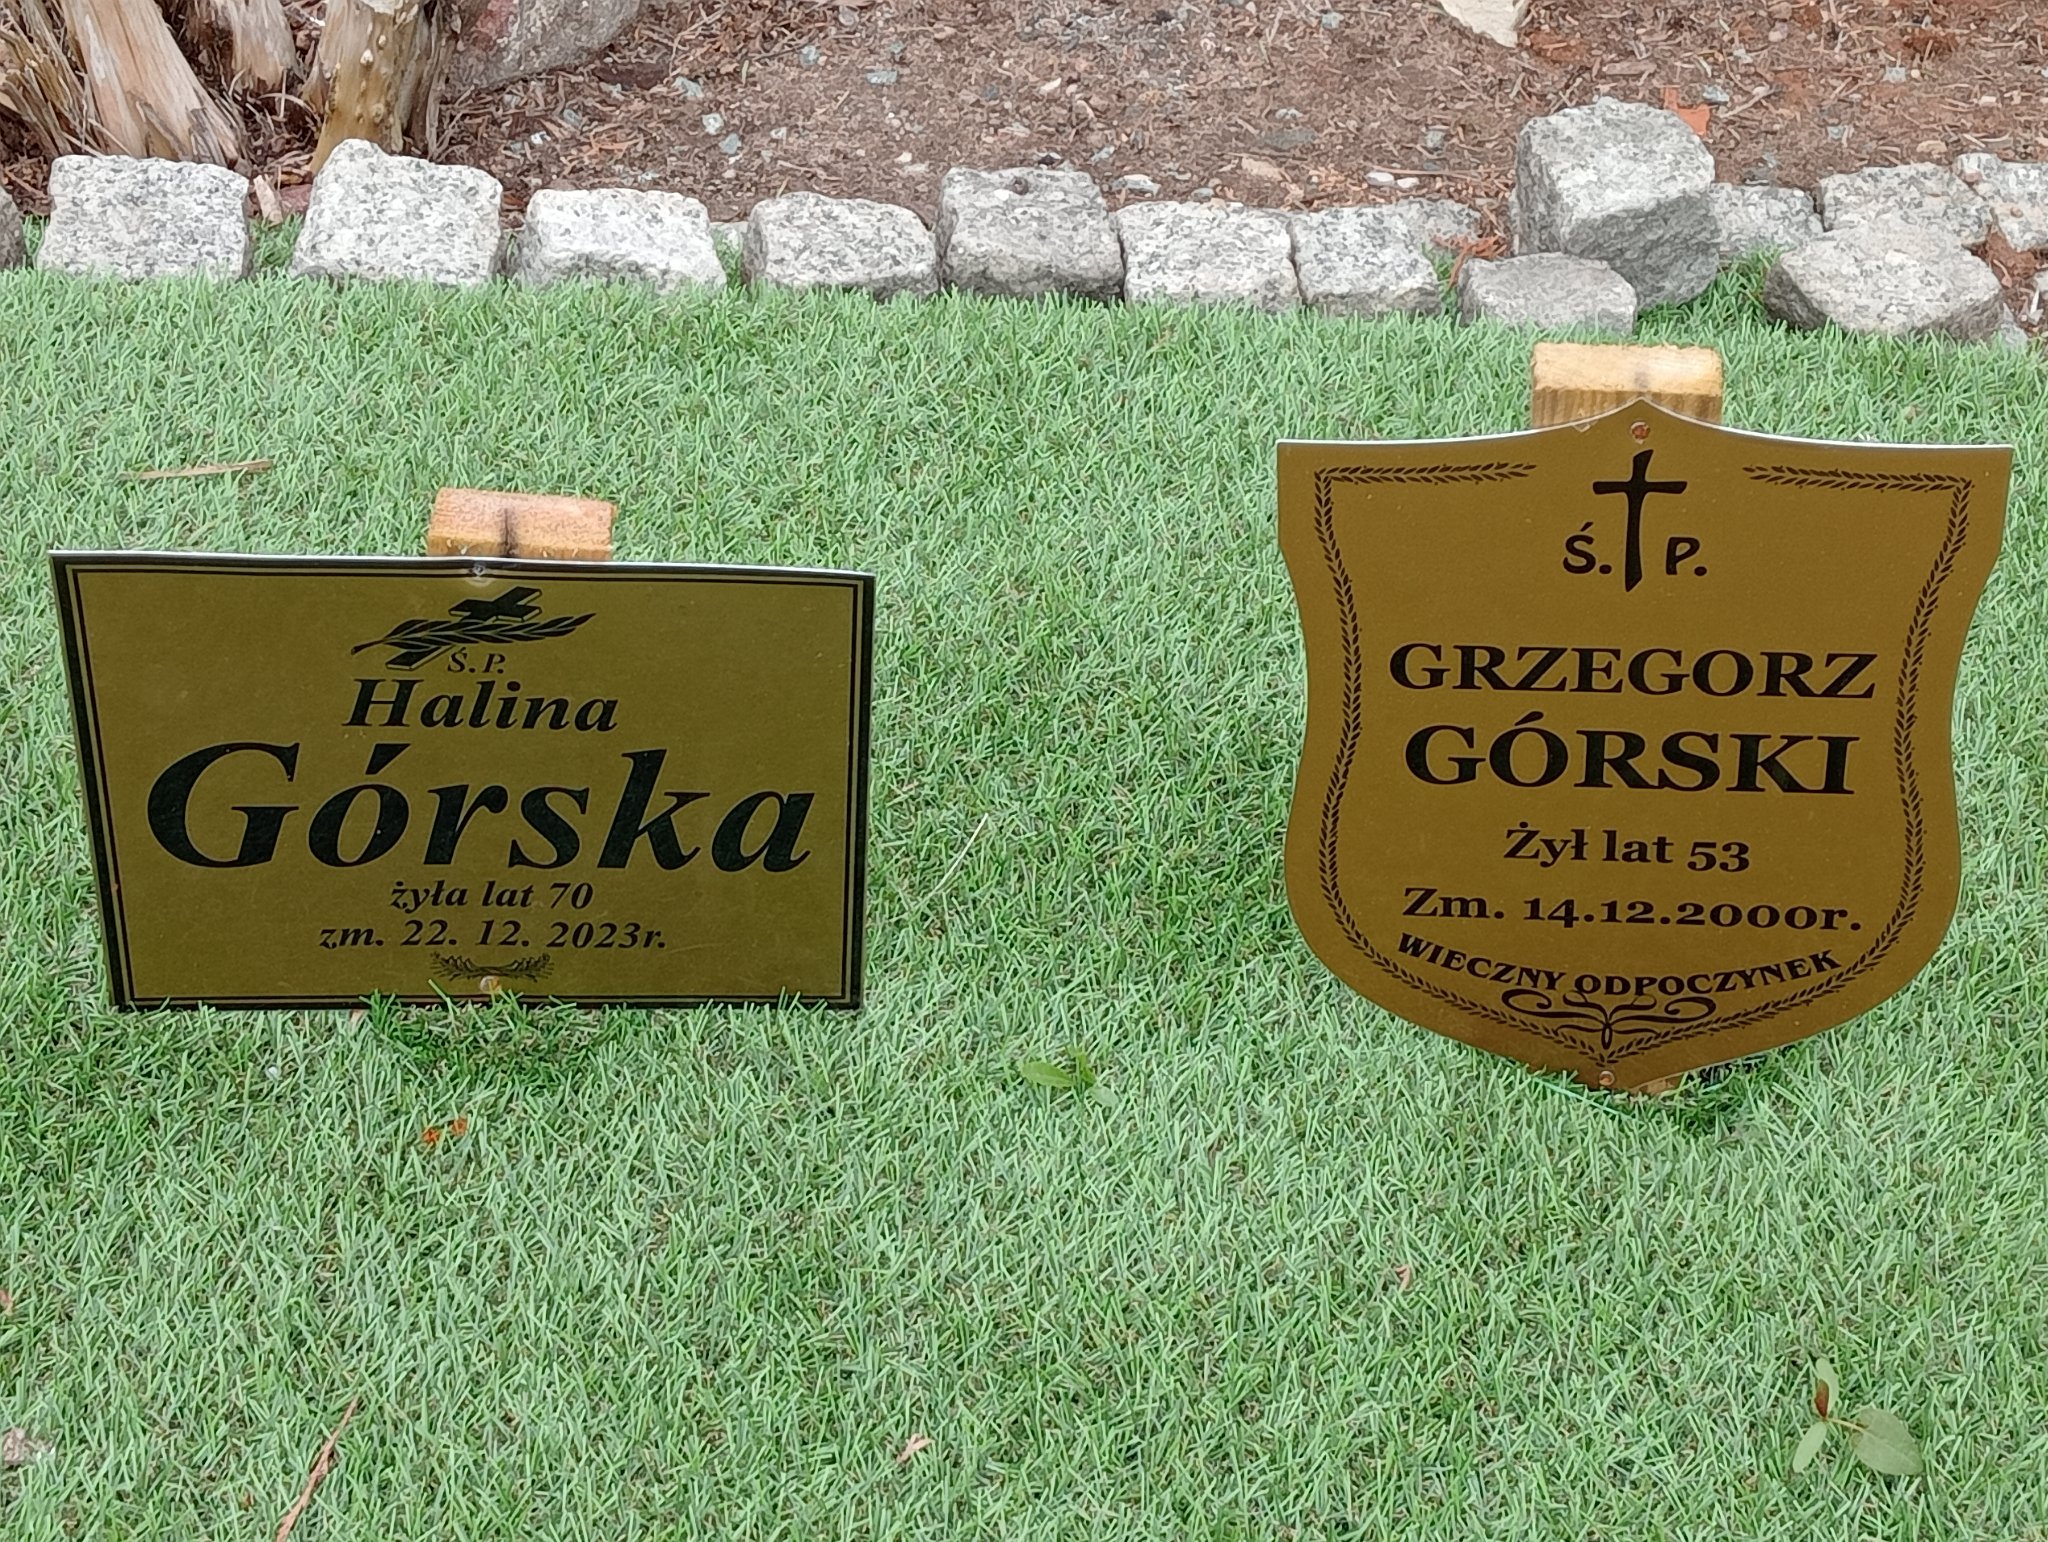 Ś.P.
Halina
Górska
żyła lat 70
zm. 22. 12. 2023r.
Ś. P.
GRZEGORZ
GÓRSKI
Żył lat 53
Zm. 14.12.2000r.
WIECZNY ODPOCZYNEK